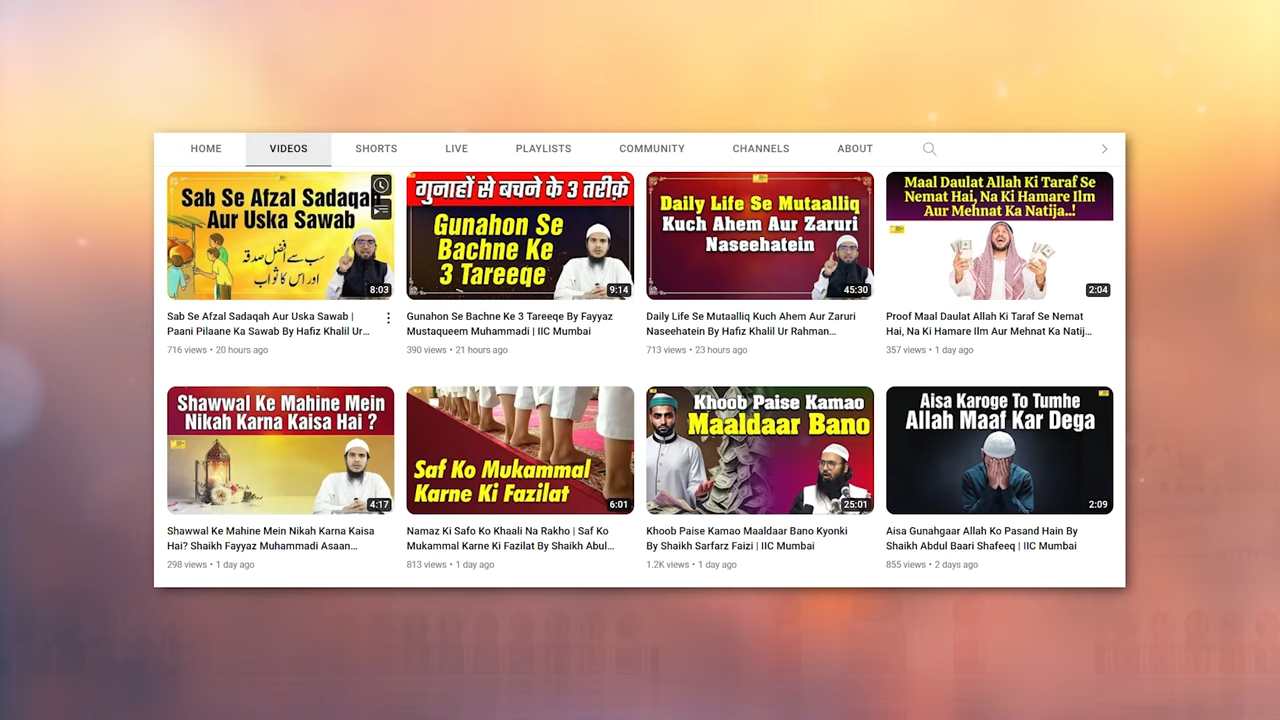 HOME VIDEOS SHORTS LIVE PLAYLISTS COMMUNITY CHANNELS ABOUT
Sab Se Afzal Sadaqah
Aur Uska Sawab
سب سے افضل صدقہ
اور اس کا ثواب
8:03
गुनाहों से बचने के 3 तरीक़े
Gunahon Se
Bachne Ke
3 Tareeqe
9:14
Daily Life Se Mutaalliq
Kuch Ahem Aur Zaruri
Naseehatein
45:30
Maal Daulat Allah Ki Taraf Se
Nemat Hai, Na Ki Hamare Ilm
Aur Mehnat Ka Natija..!
2:04
Sab Se Afzal Sadaqah Aur Uska Sawab |
Paani Pilaane Ka Sawab By Hafiz Khalil Ur...
716 views • 20 hours ago
Gunahon Se Bachne Ke 3 Tareeqe By Fayyaz
Mustaqueem Muhammadi | IIC Mumbai
390 views • 21 hours ago
Daily Life Se Mutaalliq Kuch Ahem Aur Zaruri
Naseehatein By Hafiz Khalil Ur Rahman...
713 views • 23 hours ago
Proof Maal Daulat Allah Ki Taraf Se Nemat
Hai, Na Ki Hamare Ilm Aur Mehnat Ka Natij...
357 views • 1 day ago
Shawwal Ke Mahine Mein
Nikah Karna Kaisa Hai ?
4:17
Saf Ko Mukammal
Karne Ki Fazilat
6:01
Khoob Paise Kamao
Maaldaar Bano
25:01
Aisa Karoge To Tumhe
Allah Maaf Kar Dega
2:09
Shawwal Ke Mahine Mein Nikah Karna Kaisa
Hai? Shaikh Fayyaz Muhammadi Asaan...
298 views • 1 day ago
Namaz Ki Safo Ko Khaali Na Rakho | Saf Ko
Mukammal Karne Ki Fazilat By Shaikh Abul...
813 views • 1 day ago
Khoob Paise Kamao Maaldaar Bano Kyonki
By Shaikh Sarfarz Faizi | IIC Mumbai
1.2K views • 1 day ago
Aisa Gunahgaar Allah Ko Pasand Hain By
Shaikh Abdul Baari Shafeeq | IIC Mumbai
855 views • 2 days ago